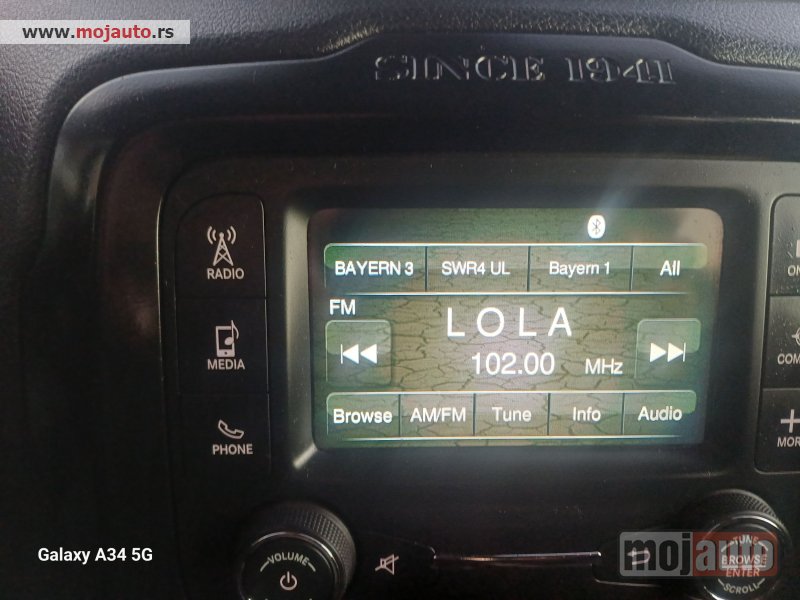 www.mojauto.rs
SINCE 1941
RADIO
MEDIA
PHONE
BAYERN 3 SWR4 UL Bayern 1 All
FM
LOLA
102.00 MHz
Browse AM/FM Tune Info Audio
VOLUME
TUNE
BROWSE
ENTER
SCROLL
Galaxy A34 5G
mojauto